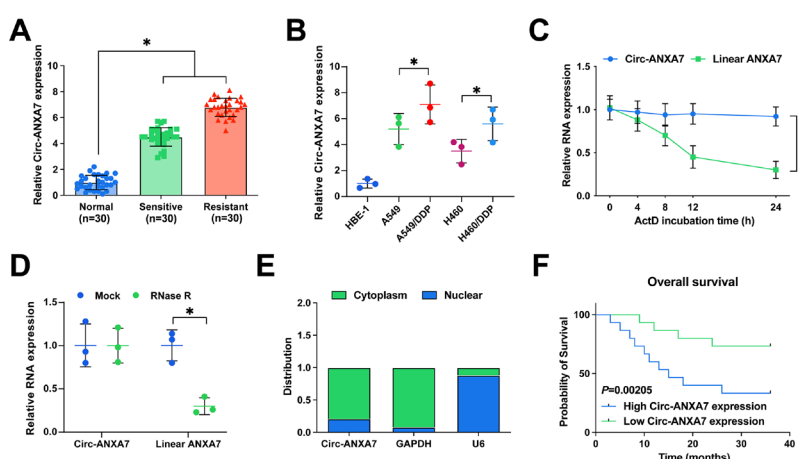 A
Relative Circ-ANXA7 expression
10
8
6
4
2
0
*
Normal
(n=30)
Sensitive
(n=30)
Resistant
(n=30)
B
Relative Circ-ANXA7 expression
10
8
6
4
2
0
*
*
HBE-1
A549
A549/DDP
H460
H460/DDP
C
Circ-ANXA7
Linear ANXA7
Relative RNA expression
1.5
1.0
0.5
0.0
0
4
8
12
24
ActD incubation time (h)
D
Mock
RNase R
Relative RNA expression
1.5
1.0
0.5
0.0
*
Circ-ANXA7
Linear ANXA7
E
Cytoplasm
Nuclear
Distribution
2.0
1.5
1.0
0.5
0.0
Circ-ANXA7
GAPDH
U6
F
Overall survival
Probability of Survival
100
50
0
P=0.00205
High Circ-ANXA7 expression
Low Circ-ANXA7 expression
0
10
20
30
40
Time (months)